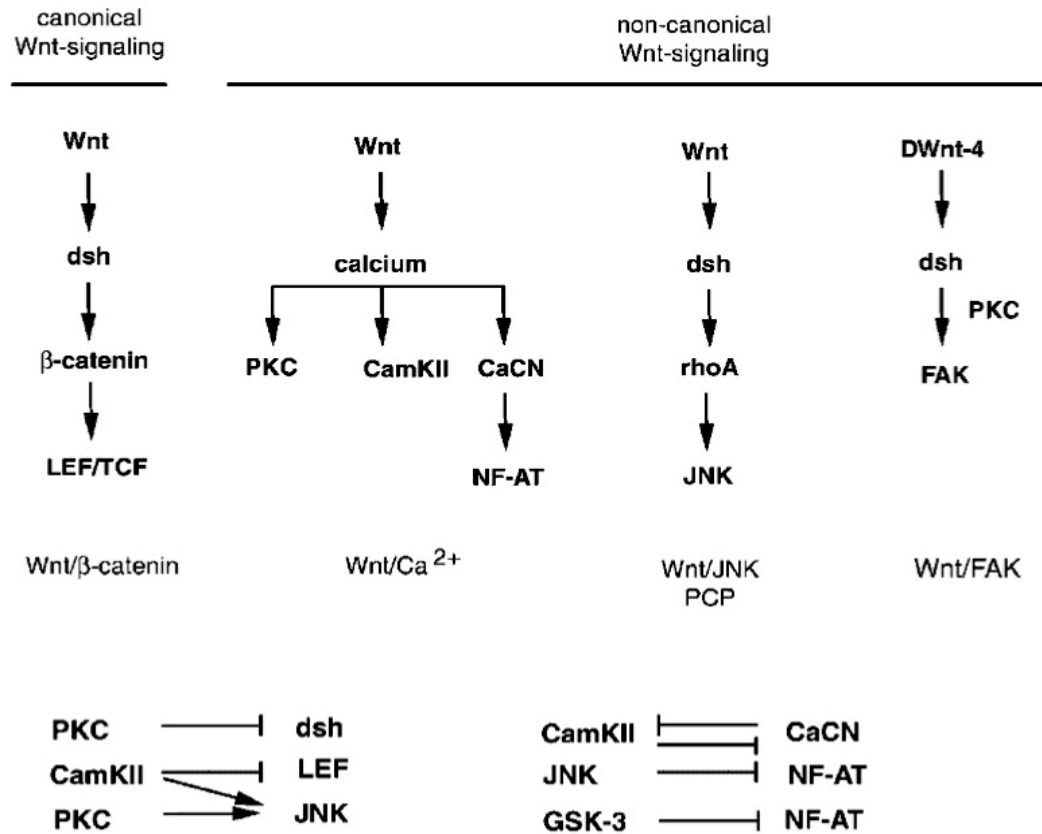 canonical
Wnt-signaling
non-canonical
Wnt-signaling
Wnt
Wnt
Wnt
DWnt-4
dsh
calcium
dsh
dsh
PKC
β-catenin
PKC
CamKII
CaCN
rhoA
FAK
LEF/TCF
NF-AT
JNK
Wnt/β-catenin
Wnt/Ca 2+
Wnt/JNK
PCP
Wnt/FAK
PKC
dsh
CamKII
LEF
PKC
JNK
CamKII
CaCN
JNK
NF-AT
GSK-3
NF-AT